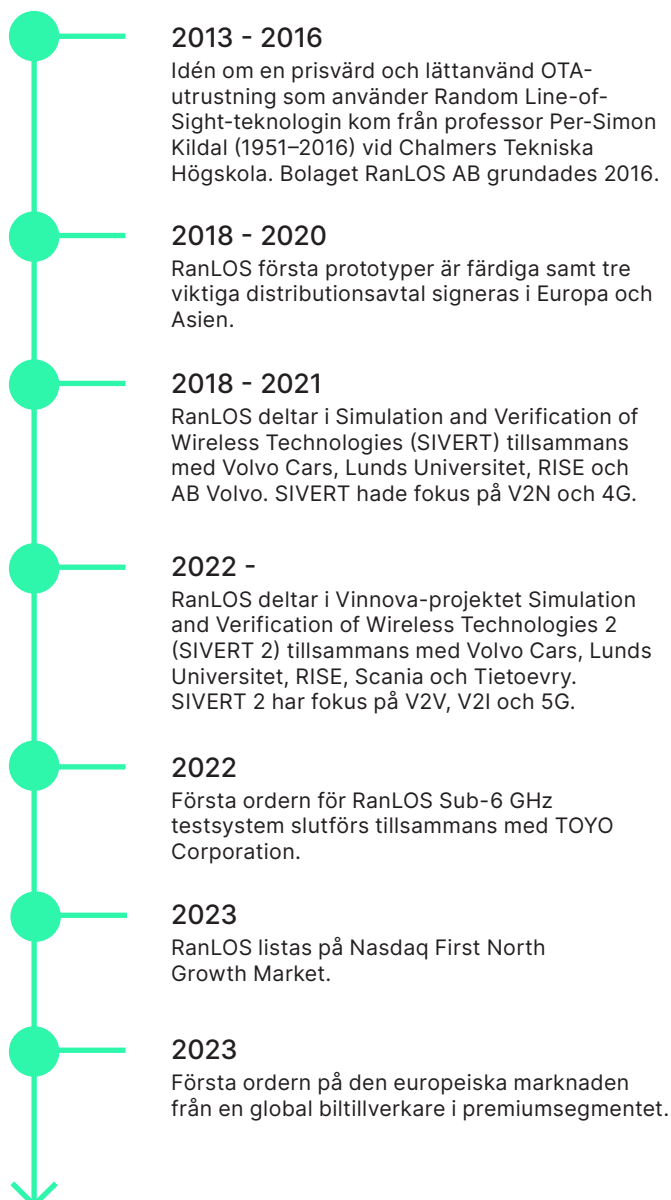 2013 - 2016
Idén om en prisvärd och lättanvänd OTA-
utrustning som använder Random Line-of-
Sight-teknologin kom från professor Per-Simon
Kildal (1951–2016) vid Chalmers Tekniska
Högskola. Bolaget RanLOS AB grundades 2016.
2018 - 2020
RanLOS första prototyper är färdiga samt tre
viktiga distributionsavtal signeras i Europa och
Asien.
2018 - 2021
RanLOS deltar i Simulation and Verification of
Wireless Technologies (SIVERT) tillsammans
med Volvo Cars, Lunds Universitet, RISE och
AB Volvo. SIVERT hade fokus på V2N och 4G.
2022 -
RanLOS deltar i Vinnova-projektet Simulation
and Verification of Wireless Technologies 2
(SIVERT 2) tillsammans med Volvo Cars, Lunds
Universitet, RISE, Scania och Tietoevry.
SIVERT 2 har fokus på V2V, V2I och 5G.
2022
Första ordern för RanLOS Sub-6 GHz
testsystem slutförs tillsammans med TOYO
Corporation.
2023
RanLOS listas på Nasdaq First North
Growth Market.
2023
Första ordern på den europeiska marknaden
från en global biltillverkare i premiumsegmentet.